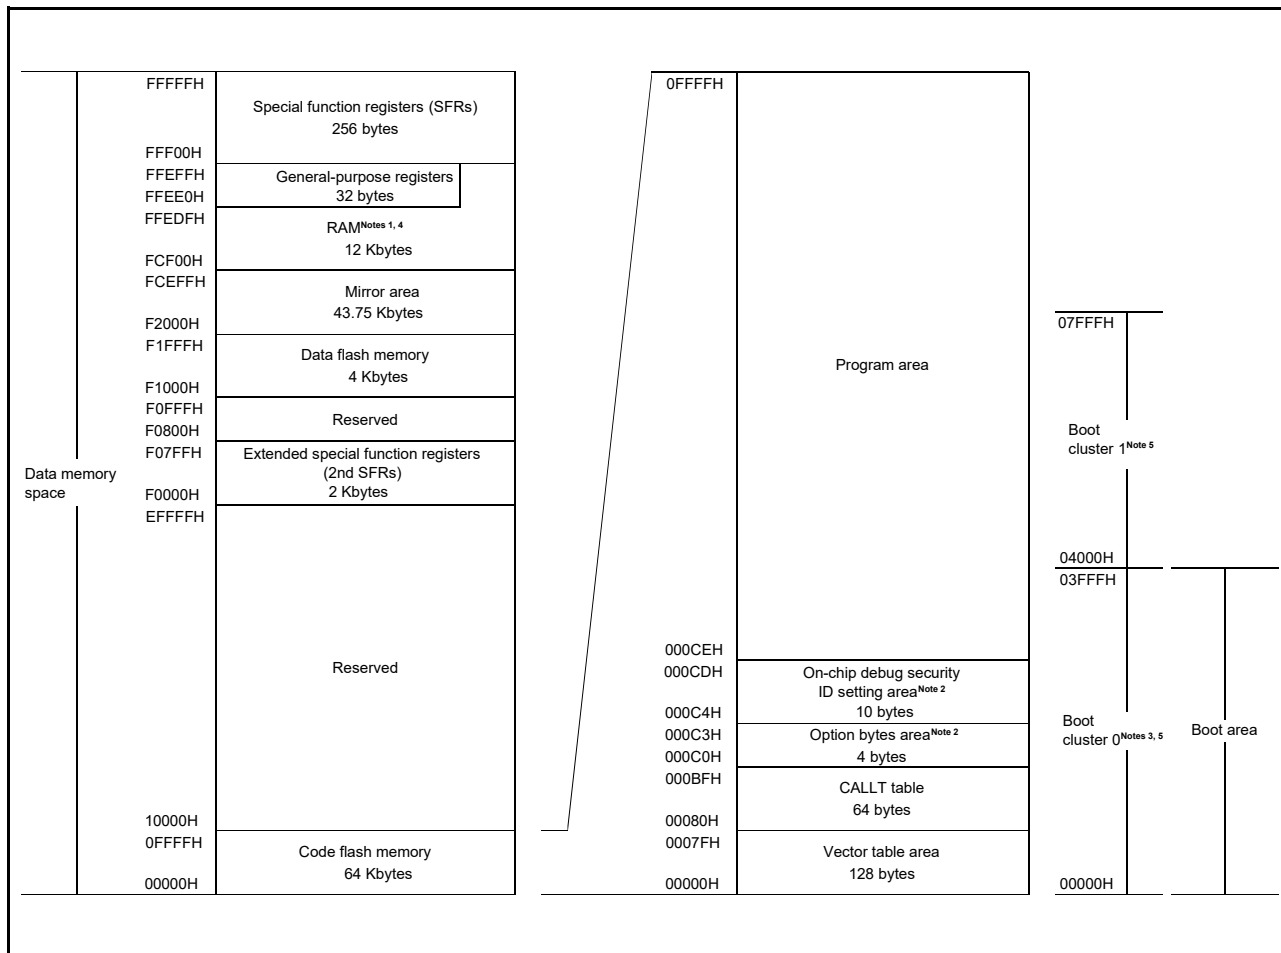 FFFFFH
Special function registers (SFRs)
256 bytes
FFF00H
FFEFFH
General-purpose registers
32 bytes
FFEE0H
FFEDFH
RAMNotes 1, 4
12 Kbytes
FCF00H
FCEFFH
Mirror area
43.75 Kbytes
F2000H
F1FFFH
Data flash memory
4 Kbytes
F1000H
F0FFFH
Reserved
F0800H
F07FFH
Extended special function registers
(2nd SFRs)
2 Kbytes
F0000H
EFFFFH
Data memory
space
Reserved
10000H
0FFFFH
Code flash memory
64 Kbytes
00000H
0FFFFH
Program area
000CEH
000CDH
On-chip debug security
ID setting areaNote 2
10 bytes
000C4H
000C3H
Option bytes areaNote 2
4 bytes
000C0H
000BFH
CALLT table
64 bytes
00080H
0007FH
Vector table area
128 bytes
00000H
07FFFH
Boot
cluster 1Note 5
04000H
03FFFH
Boot
cluster 0Notes 3, 5
Boot area
00000H